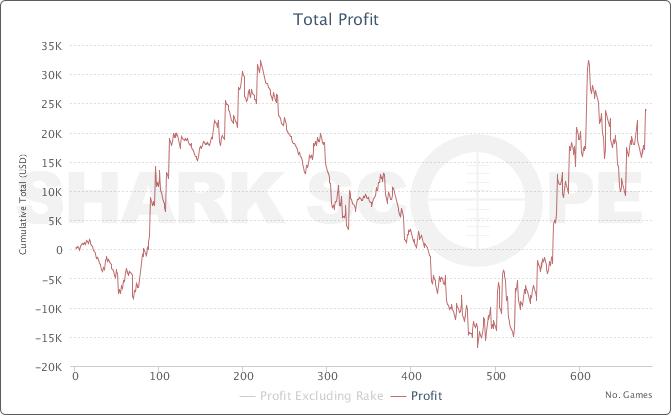 Total Profit
35K
30K
25K
20K
15K
10K
5K
0
−5K
−10K
−15K
−20K
Cumulative Total (USD)
SHARK SCOPE
0 100 200 300 400 500 600
No. Games
Profit Excluding Rake Profit